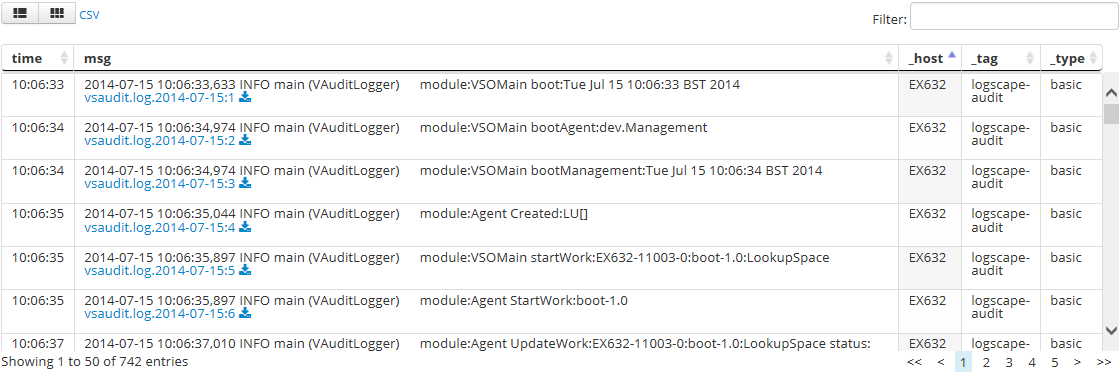 CSV
Filter:
time msg _host _tag _type
10:06:33 2014-07-15 10:06:33,633 INFO main (VAuditLogger) module:VSOMain boot:Tue Jul 15 10:06:33 BST 2014 EX632 logscape- basic
vsaudit.log.2014-07-15:1 audit
10:06:34 2014-07-15 10:06:34,974 INFO main (VAuditLogger) module:VSOMain bootAgent:dev.Management EX632 logscape- basic
vsaudit.log.2014-07-15:2 audit
10:06:34 2014-07-15 10:06:34,974 INFO main (VAuditLogger) module:VSOMain bootManagement:Tue Jul 15 10:06:34 BST 2014 EX632 logscape- basic
vsaudit.log.2014-07-15:3 audit
10:06:35 2014-07-15 10:06:35,044 INFO main (VAuditLogger) module:Agent Created:LU[] EX632 logscape- basic
vsaudit.log.2014-07-15:4 audit
10:06:35 2014-07-15 10:06:35,897 INFO main (VAuditLogger) module:VSOMain startWork:EX632-11003-0:boot-1.0:LookupSpace EX632 logscape- basic
vsaudit.log.2014-07-15:5 audit
10:06:35 2014-07-15 10:06:35,897 INFO main (VAuditLogger) module:Agent StartWork:boot-1.0 EX632 logscape- basic
vsaudit.log.2014-07-15:6 audit
10:06:37 2014-07-15 10:06:37,010 INFO main (VAuditLogger) module:Agent UpdateWork:EX632-11003-0:boot-1.0:LookupSpace status: EX632 logscape- basic
Showing 1 to 50 of 742 entries << < 1 2 3 4 5 > >>